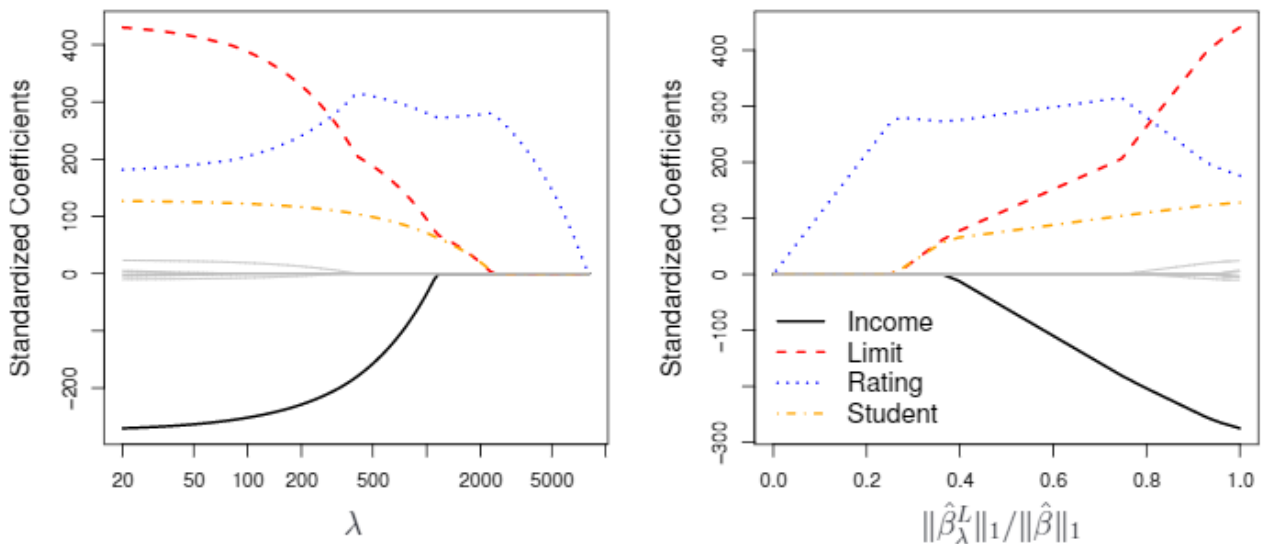 Standardized Coefficients
400
300
200
100
0
−200
20 50 100 200 500 2000 5000
λ
Standardized Coefficients
400
300
200
100
0
−100
−300
Income
Limit
Rating
Student
0.0 0.2 0.4 0.6 0.8 1.0
‖β̂λᴸ‖₁/‖β̂‖₁